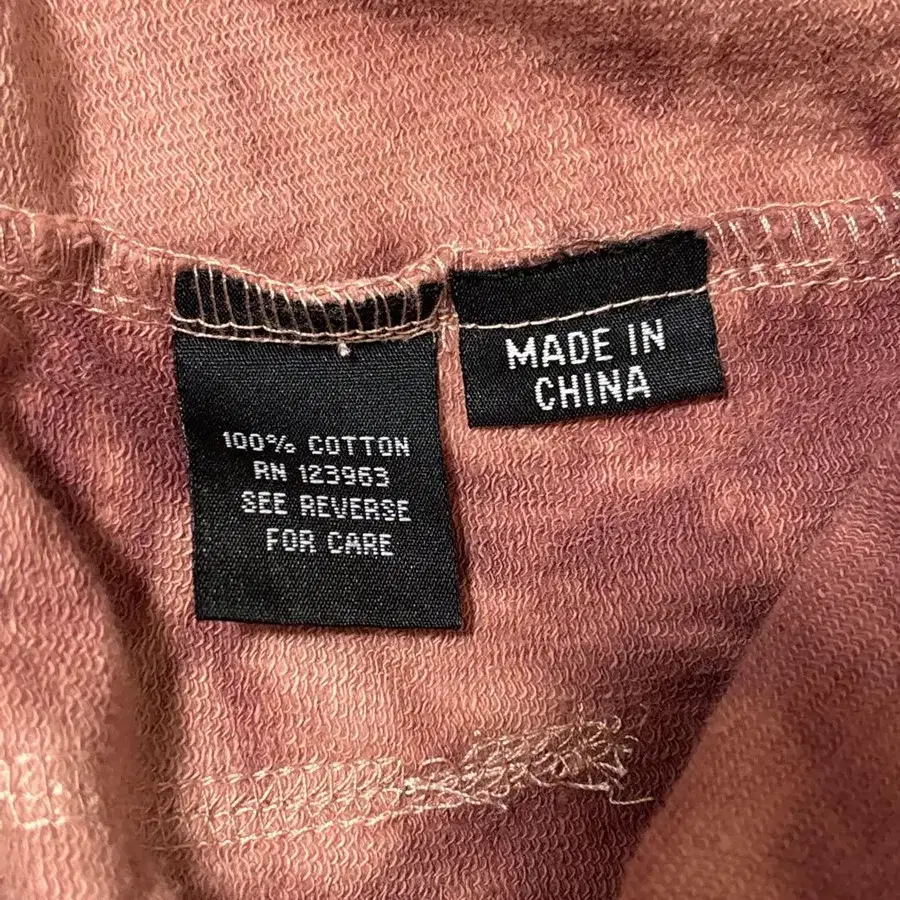 100% COTTON
RN 123963
SEE REVERSE
FOR CARE
MADE IN
CHINA